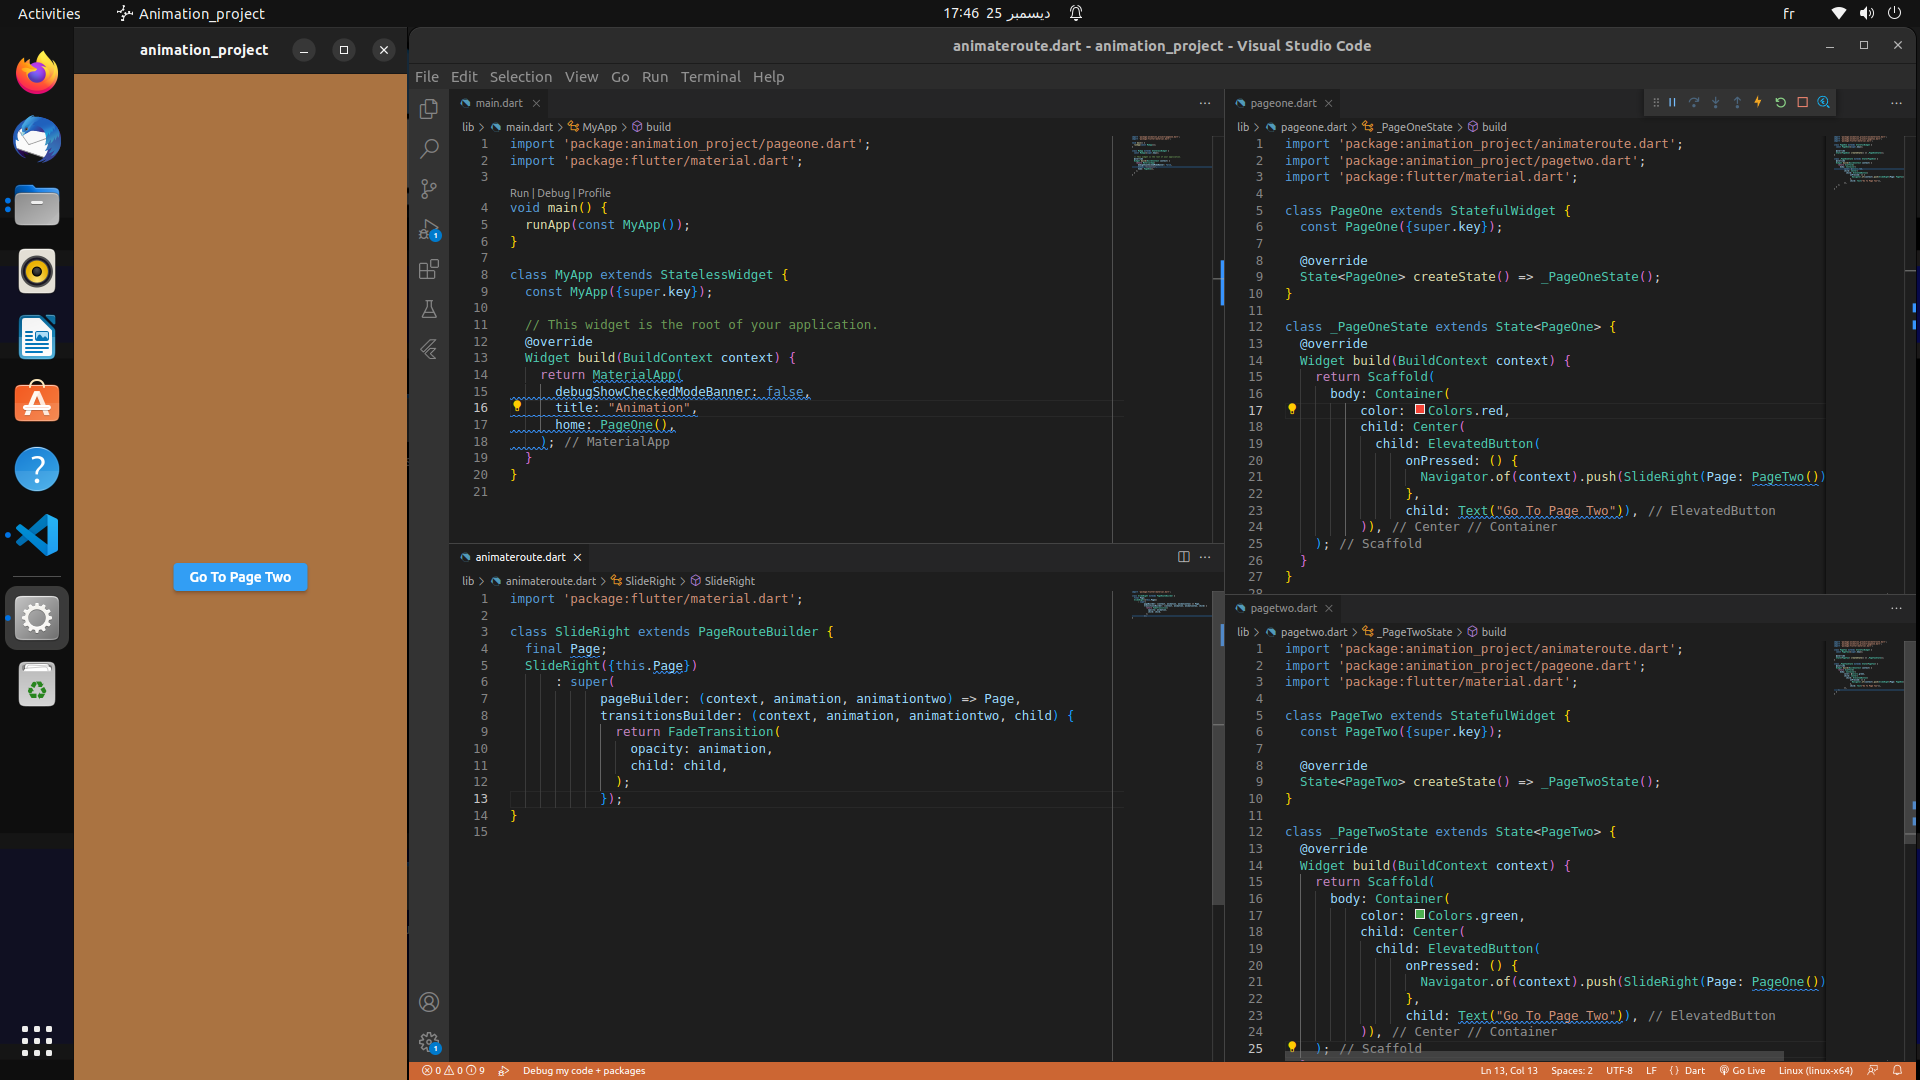 Activities
Animation_project
17:46 25 ديسمبر
fr
animation_project
Go To Page Two
animateroute.dart - animation_project - Visual Studio Code
File Edit Selection View Go Run Terminal Help
main.dart
lib > main.dart > MyApp > build
1 import 'package:animation_project/pageone.dart';
2 import 'package:flutter/material.dart';
3
Run | Debug | Profile
4 void main() {
5 runApp(const MyApp());
6 }
7
8 class MyApp extends StatelessWidget {
9 const MyApp({super.key});
10
11 // This widget is the root of your application.
12 @override
13 Widget build(BuildContext context) {
14 return MaterialApp(
15 debugShowCheckedModeBanner: false,
16 title: "Animation",
17 home: PageOne(),
18 ); // MaterialApp
19 }
20 }
21
animateroute.dart
lib > animateroute.dart > SlideRight > SlideRight
1 import 'package:flutter/material.dart';
2
3 class SlideRight extends PageRouteBuilder {
4 final Page;
5 SlideRight({this.Page})
6 : super(
7 pageBuilder: (context, animation, animationtwo) => Page,
8 transitionsBuilder: (context, animation, animationtwo, child) {
9 return FadeTransition(
10 opacity: animation,
11 child: child,
12 );
13 });
14 }
15
pageone.dart
lib > pageone.dart > _PageOneState > build
1 import 'package:animation_project/animateroute.dart';
2 import 'package:animation_project/pagetwo.dart';
3 import 'package:flutter/material.dart';
4
5 class PageOne extends StatefulWidget {
6 const PageOne({super.key});
7
8 @override
9 State<PageOne> createState() => _PageOneState();
10 }
11
12 class _PageOneState extends State<PageOne> {
13 @override
14 Widget build(BuildContext context) {
15 return Scaffold(
16 body: Container(
17 color: Colors.red,
18 child: Center(
19 child: ElevatedButton(
20 onPressed: () {
21 Navigator.of(context).push(SlideRight(Page: PageTwo())
22 },
23 child: Text("Go To Page Two")), // ElevatedButton
24 )), // Center // Container
25 ); // Scaffold
26 }
27 }
28
pagetwo.dart
lib > pagetwo.dart > _PageTwoState > build
1 import 'package:animation_project/animateroute.dart';
2 import 'package:animation_project/pageone.dart';
3 import 'package:flutter/material.dart';
4
5 class PageTwo extends StatefulWidget {
6 const PageTwo({super.key});
7
8 @override
9 State<PageTwo> createState() => _PageTwoState();
10 }
11
12 class _PageTwoState extends State<PageTwo> {
13 @override
14 Widget build(BuildContext context) {
15 return Scaffold(
16 body: Container(
17 color: Colors.green,
18 child: Center(
19 child: ElevatedButton(
20 onPressed: () {
21 Navigator.of(context).push(SlideRight(Page: PageOne())
22 },
23 child: Text("Go To Page Two")), // ElevatedButton
24 )), // Center // Container
25 ); // Scaffold
0 0 9 Debug my code + packages
Ln 13, Col 13 Spaces: 2 UTF-8 LF {} Dart Go Live Linux (linux-x64)